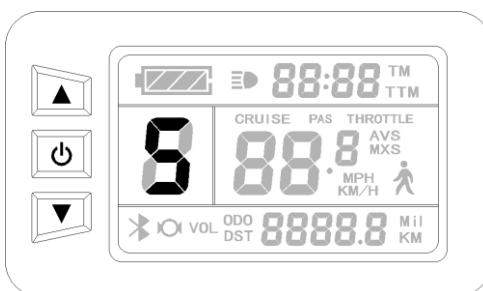 88:88 TM
TTM
CRUISE PAS THROTTLE
5 88.8 AVS
MXS
MPH
KM/H
VOL ODO 8888.8 Mil
DST KM